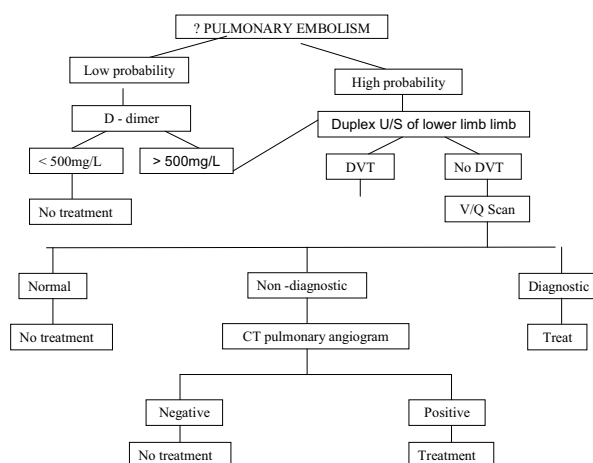 ? PULMONARY EMBOLISM
Low probability
High probability
D - dimer
Duplex U/S of lower limb limb
< 500mg/L
> 500mg/L
DVT
No DVT
No treatment
V/Q Scan
Normal
Non -diagnostic
Diagnostic
No treatment
CT pulmonary angiogram
Treat
Negative
Positive
No treatment
Treatment